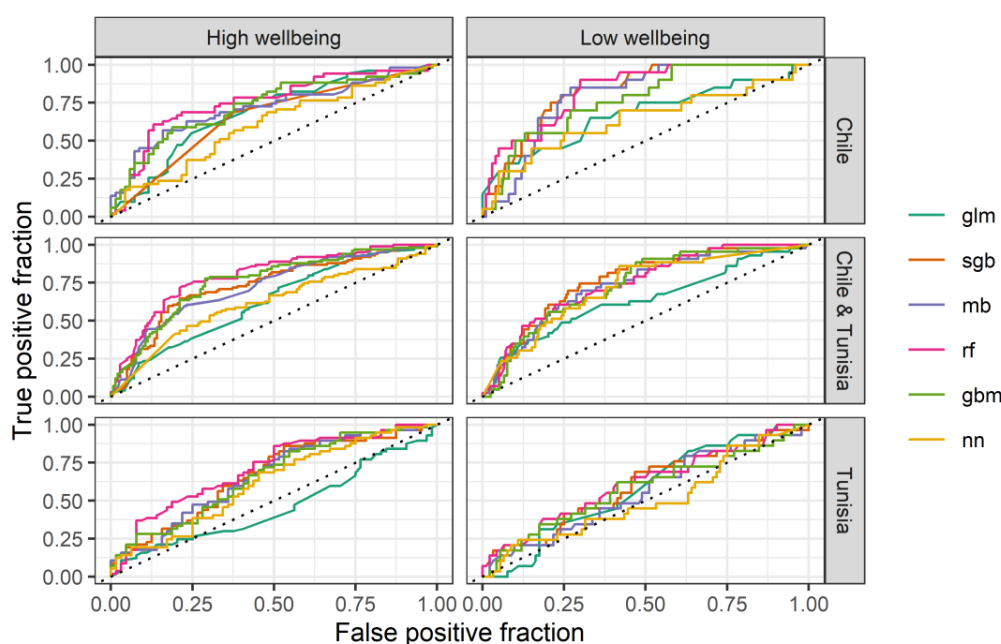 High wellbeing
Low wellbeing
True positive fraction
1.00
0.75
0.50
0.25
0.00
Chile
1.00
0.75
0.50
0.25
0.00
Chile & Tunisia
1.00
0.75
0.50
0.25
0.00
Tunisia
0.00 0.25 0.50 0.75 1.00
0.00 0.25 0.50 0.75 1.00
False positive fraction
glm
sgb
mb
rf
gbm
nn